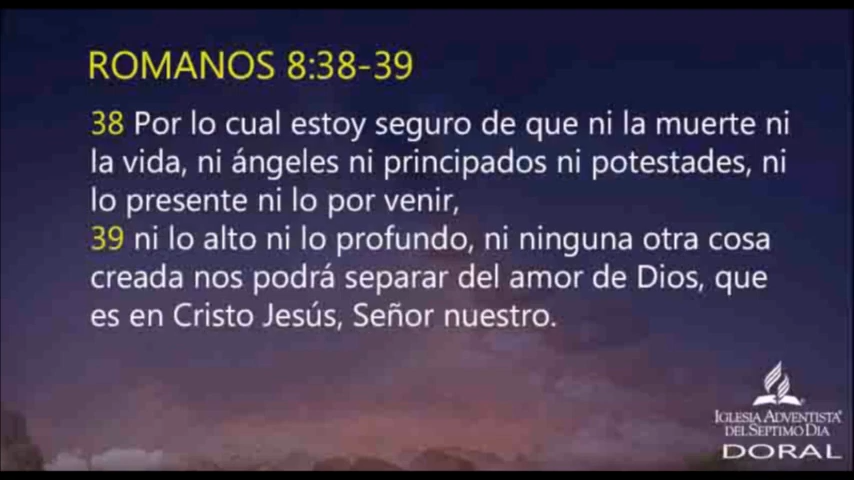 ROMANOS 8:38-39
38 Por lo cual estoy seguro de que ni la muerte ni
la vida, ni ángeles ni principados ni potestades, ni
lo presente ni lo por venir,
39 ni lo alto ni lo profundo, ni ninguna otra cosa
creada nos podrá separar del amor de Dios, que
es en Cristo Jesús, Señor nuestro.
IGLESIA ADVENTISTA®
DEL SEPTIMO DIA
DORAL